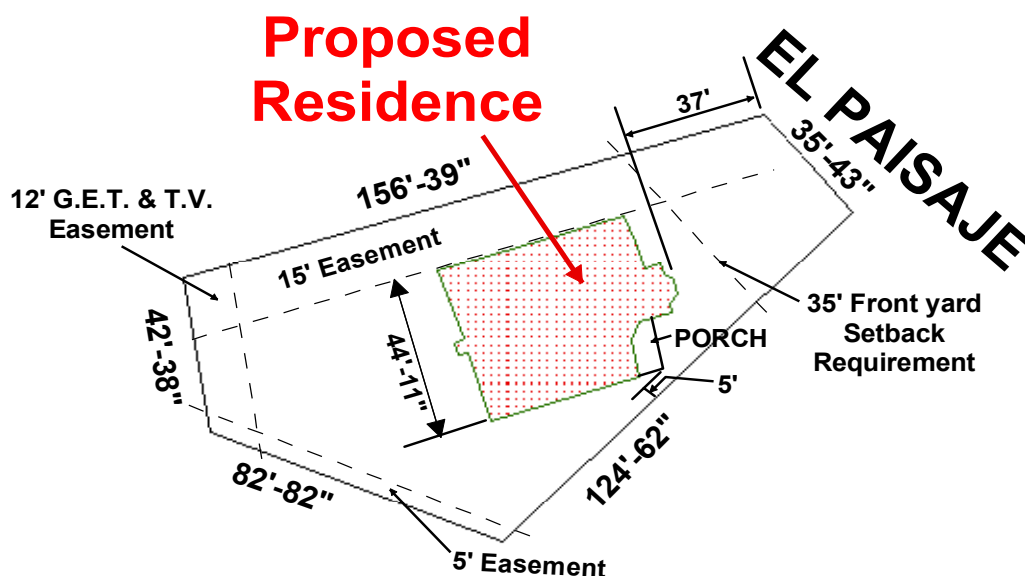 Proposed
Residence
EL PAISAJE
37'
35'-43"
156'-39"
12' G.E.T. & T.V.
Easement
15' Easement
42'-38"
44'-11"
35' Front yard
Setback
Requirement
PORCH
5'
124'-62"
82'-82"
5' Easement